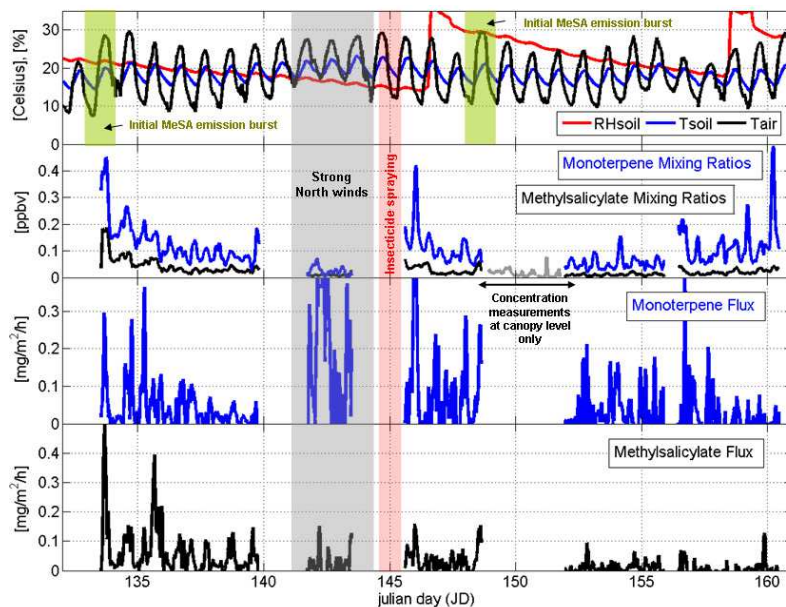 Initial MeSA emission burst
[Celsius], [%]
30
20
10
0
Initial MeSA emission burst
RHsoil Tsoil Tair
[ppbv]
0.4
0.3
0.2
0.1
0
Strong
North winds
Insecticide spraying
Monoterpene Mixing Ratios
Methylsalicylate Mixing Ratios
Concentration
measurements
at canopy level
only
[mg/m²/h]
0.3
0.2
0.1
0
Monoterpene Flux
[mg/m²/h]
0.4
0.3
0.2
0.1
0
Methylsalicylate Flux
135 140 145 150 155 160
julian day (JD)